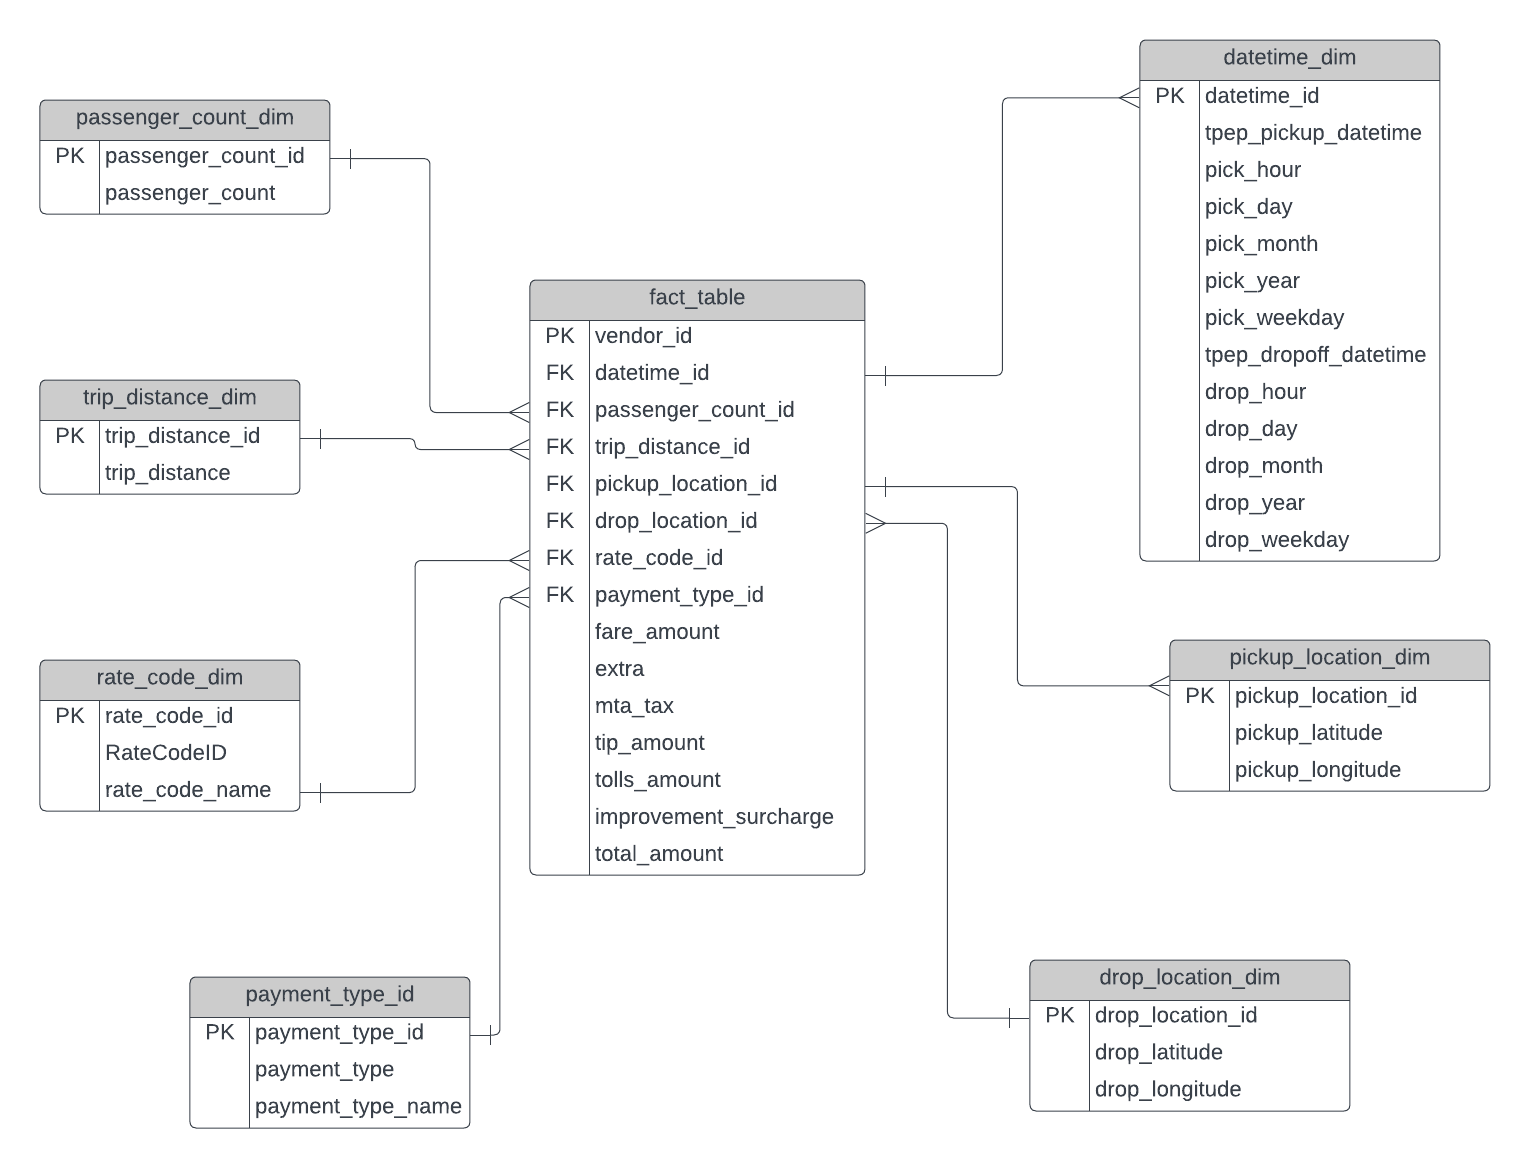 passenger_count_dim
PK passenger_count_id
passenger_count
trip_distance_dim
PK trip_distance_id
trip_distance
rate_code_dim
PK rate_code_id
RateCodeID
rate_code_name
payment_type_id
PK payment_type_id
payment_type
payment_type_name
fact_table
PK vendor_id
FK datetime_id
FK passenger_count_id
FK trip_distance_id
FK pickup_location_id
FK drop_location_id
FK rate_code_id
FK payment_type_id
fare_amount
extra
mta_tax
tip_amount
tolls_amount
improvement_surcharge
total_amount
datetime_dim
PK datetime_id
tpep_pickup_datetime
pick_hour
pick_day
pick_month
pick_year
pick_weekday
tpep_dropoff_datetime
drop_hour
drop_day
drop_month
drop_year
drop_weekday
pickup_location_dim
PK pickup_location_id
pickup_latitude
pickup_longitude
drop_location_dim
PK drop_location_id
drop_latitude
drop_longitude